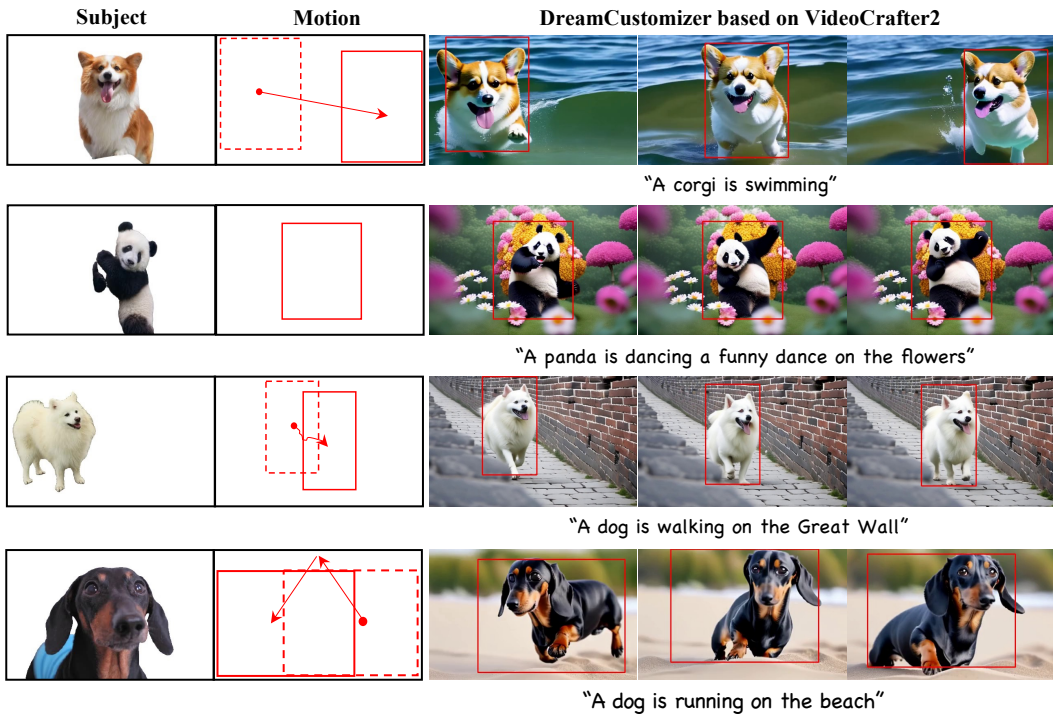 Subject
Motion
DreamCustomizer based on VideoCrafter2
"A corgi is swimming"
"A panda is dancing a funny dance on the flowers"
"A dog is walking on the Great Wall"
"A dog is running on the beach"